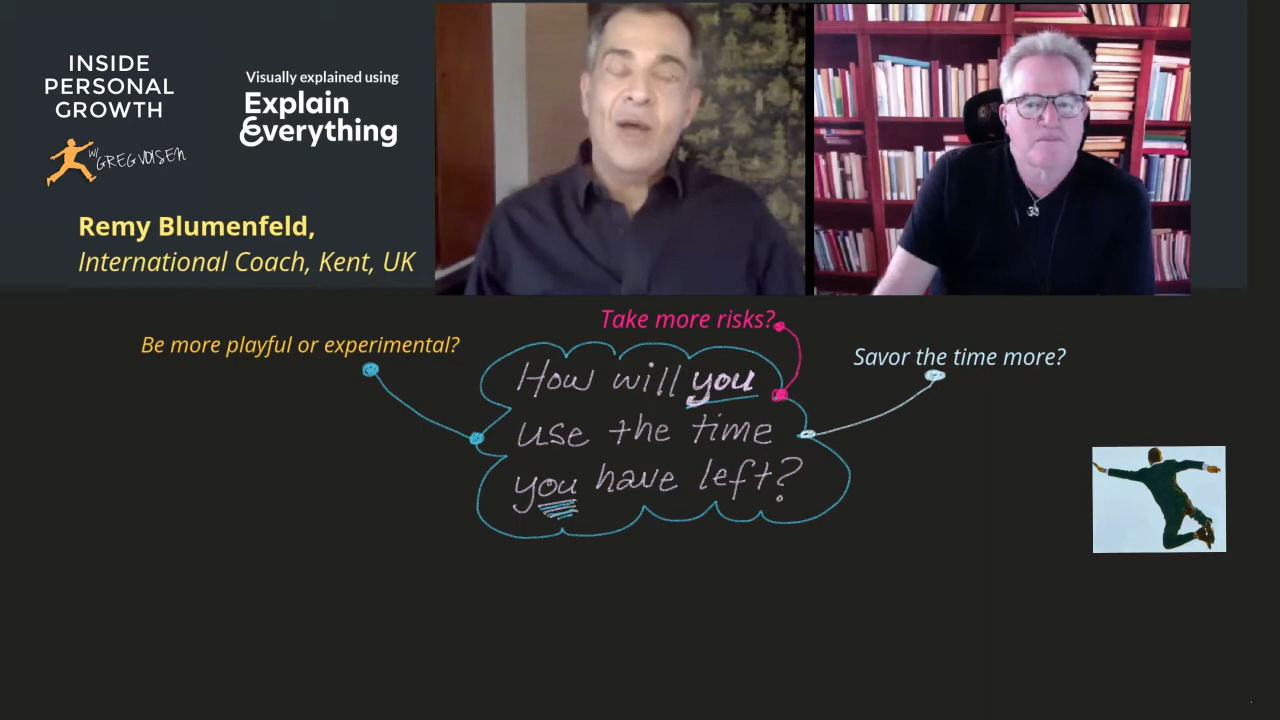 INSIDE
PERSONAL
GROWTH
w/ GREG VOISEN
Visually explained using
Explain
Everything
Remy Blumenfeld,
International Coach, Kent, UK
Be more playful or experimental?
Take more risks?
Savor the time more?
How will you
use the time
you have left?